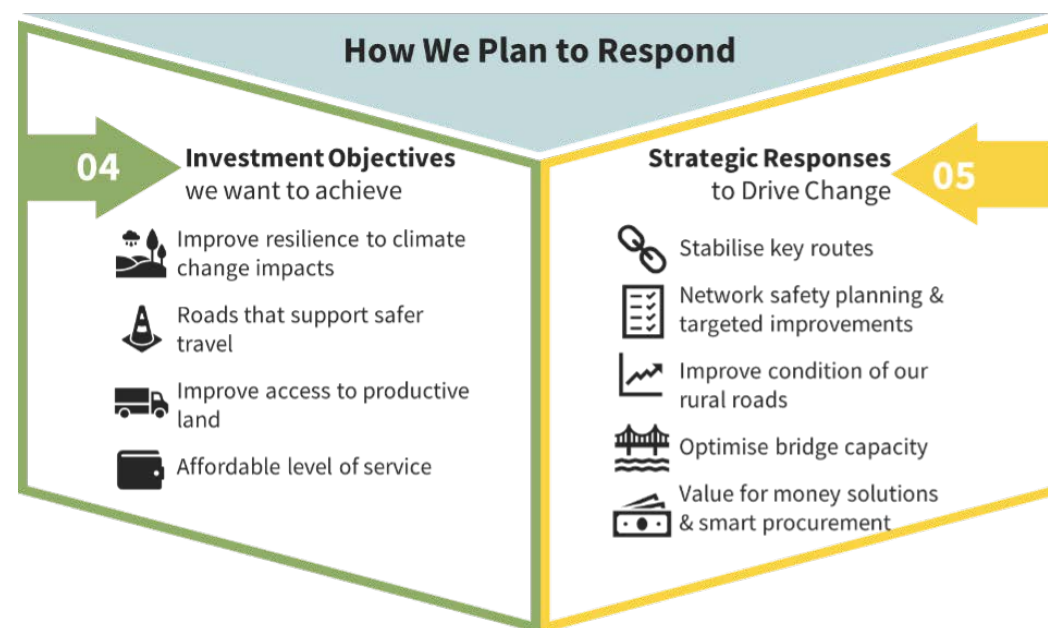 How We Plan to Respond
04
Investment Objectives
we want to achieve
Improve resilience to climate
change impacts
Roads that support safer
travel
Improve access to productive
land
Affordable level of service
Strategic Responses
to Drive Change
05
Stabilise key routes
Network safety planning &
targeted improvements
Improve condition of our
rural roads
Optimise bridge capacity
Value for money solutions
& smart procurement